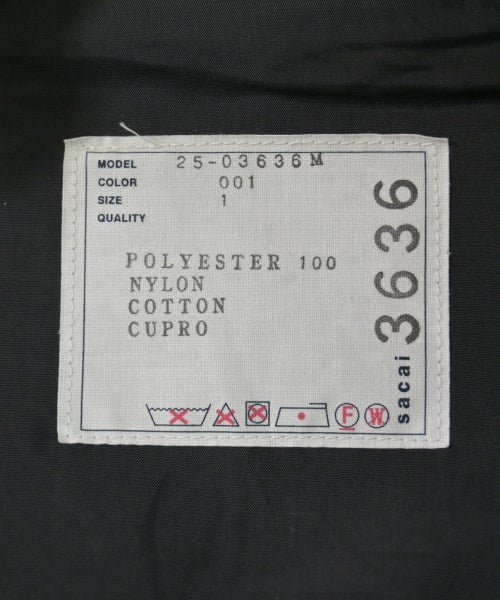 MODEL 25-03636M
COLOR 001
SIZE 1
QUALITY
POLYESTER 100
NYLON
COTTON
CUPRO
F W
sacai 3636